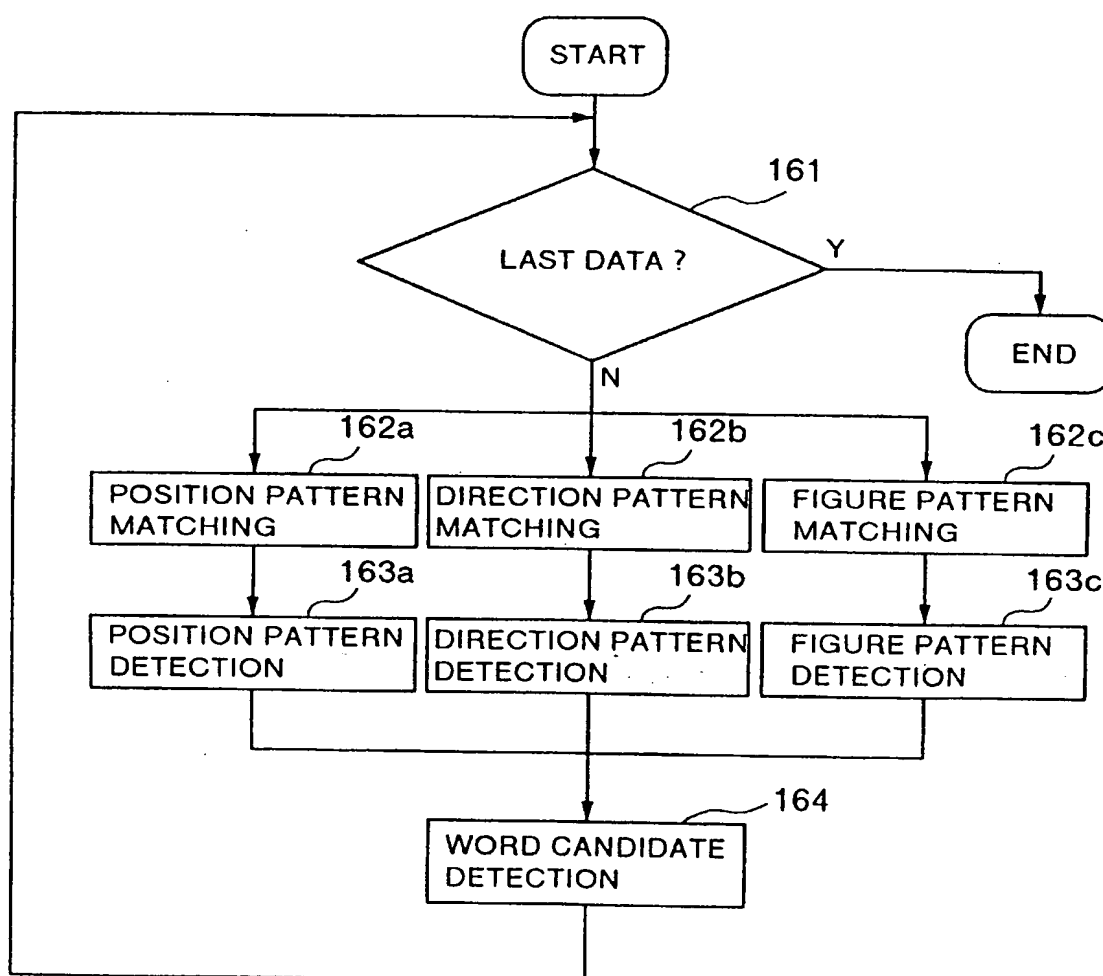 START
161
LAST DATA ?
Y
END
N
162a
162b
162c
POSITION PATTERN
MATCHING
DIRECTION PATTERN
MATCHING
FIGURE PATTERN
MATCHING
163a
163b
163c
POSITION PATTERN
DETECTION
DIRECTION PATTERN
DETECTION
FIGURE PATTERN
DETECTION
164
WORD CANDIDATE
DETECTION